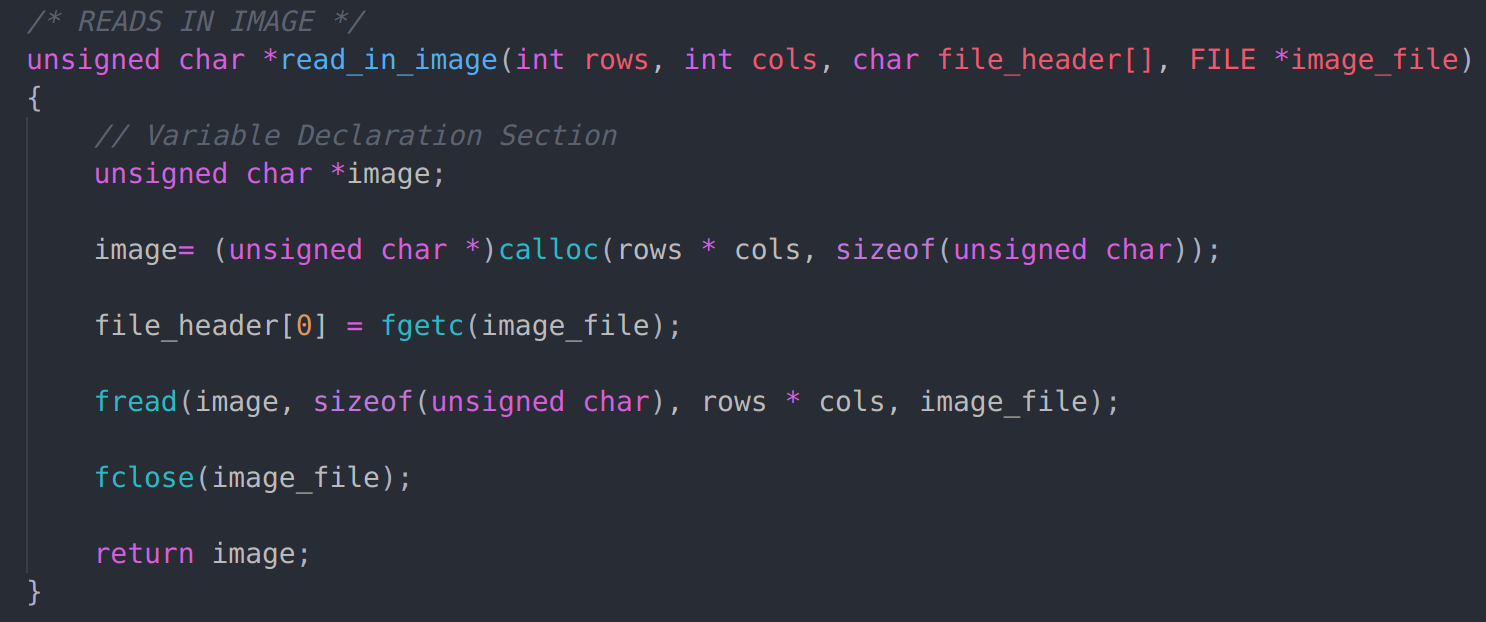 /* READS IN IMAGE */
unsigned char *read_in_image(int rows, int cols, char file_header[], FILE *image_file)
{
    // Variable Declaration Section
    unsigned char *image;

    image= (unsigned char *)calloc(rows * cols, sizeof(unsigned char));

    file_header[0] = fgetc(image_file);

    fread(image, sizeof(unsigned char), rows * cols, image_file);

    fclose(image_file);

    return image;
}